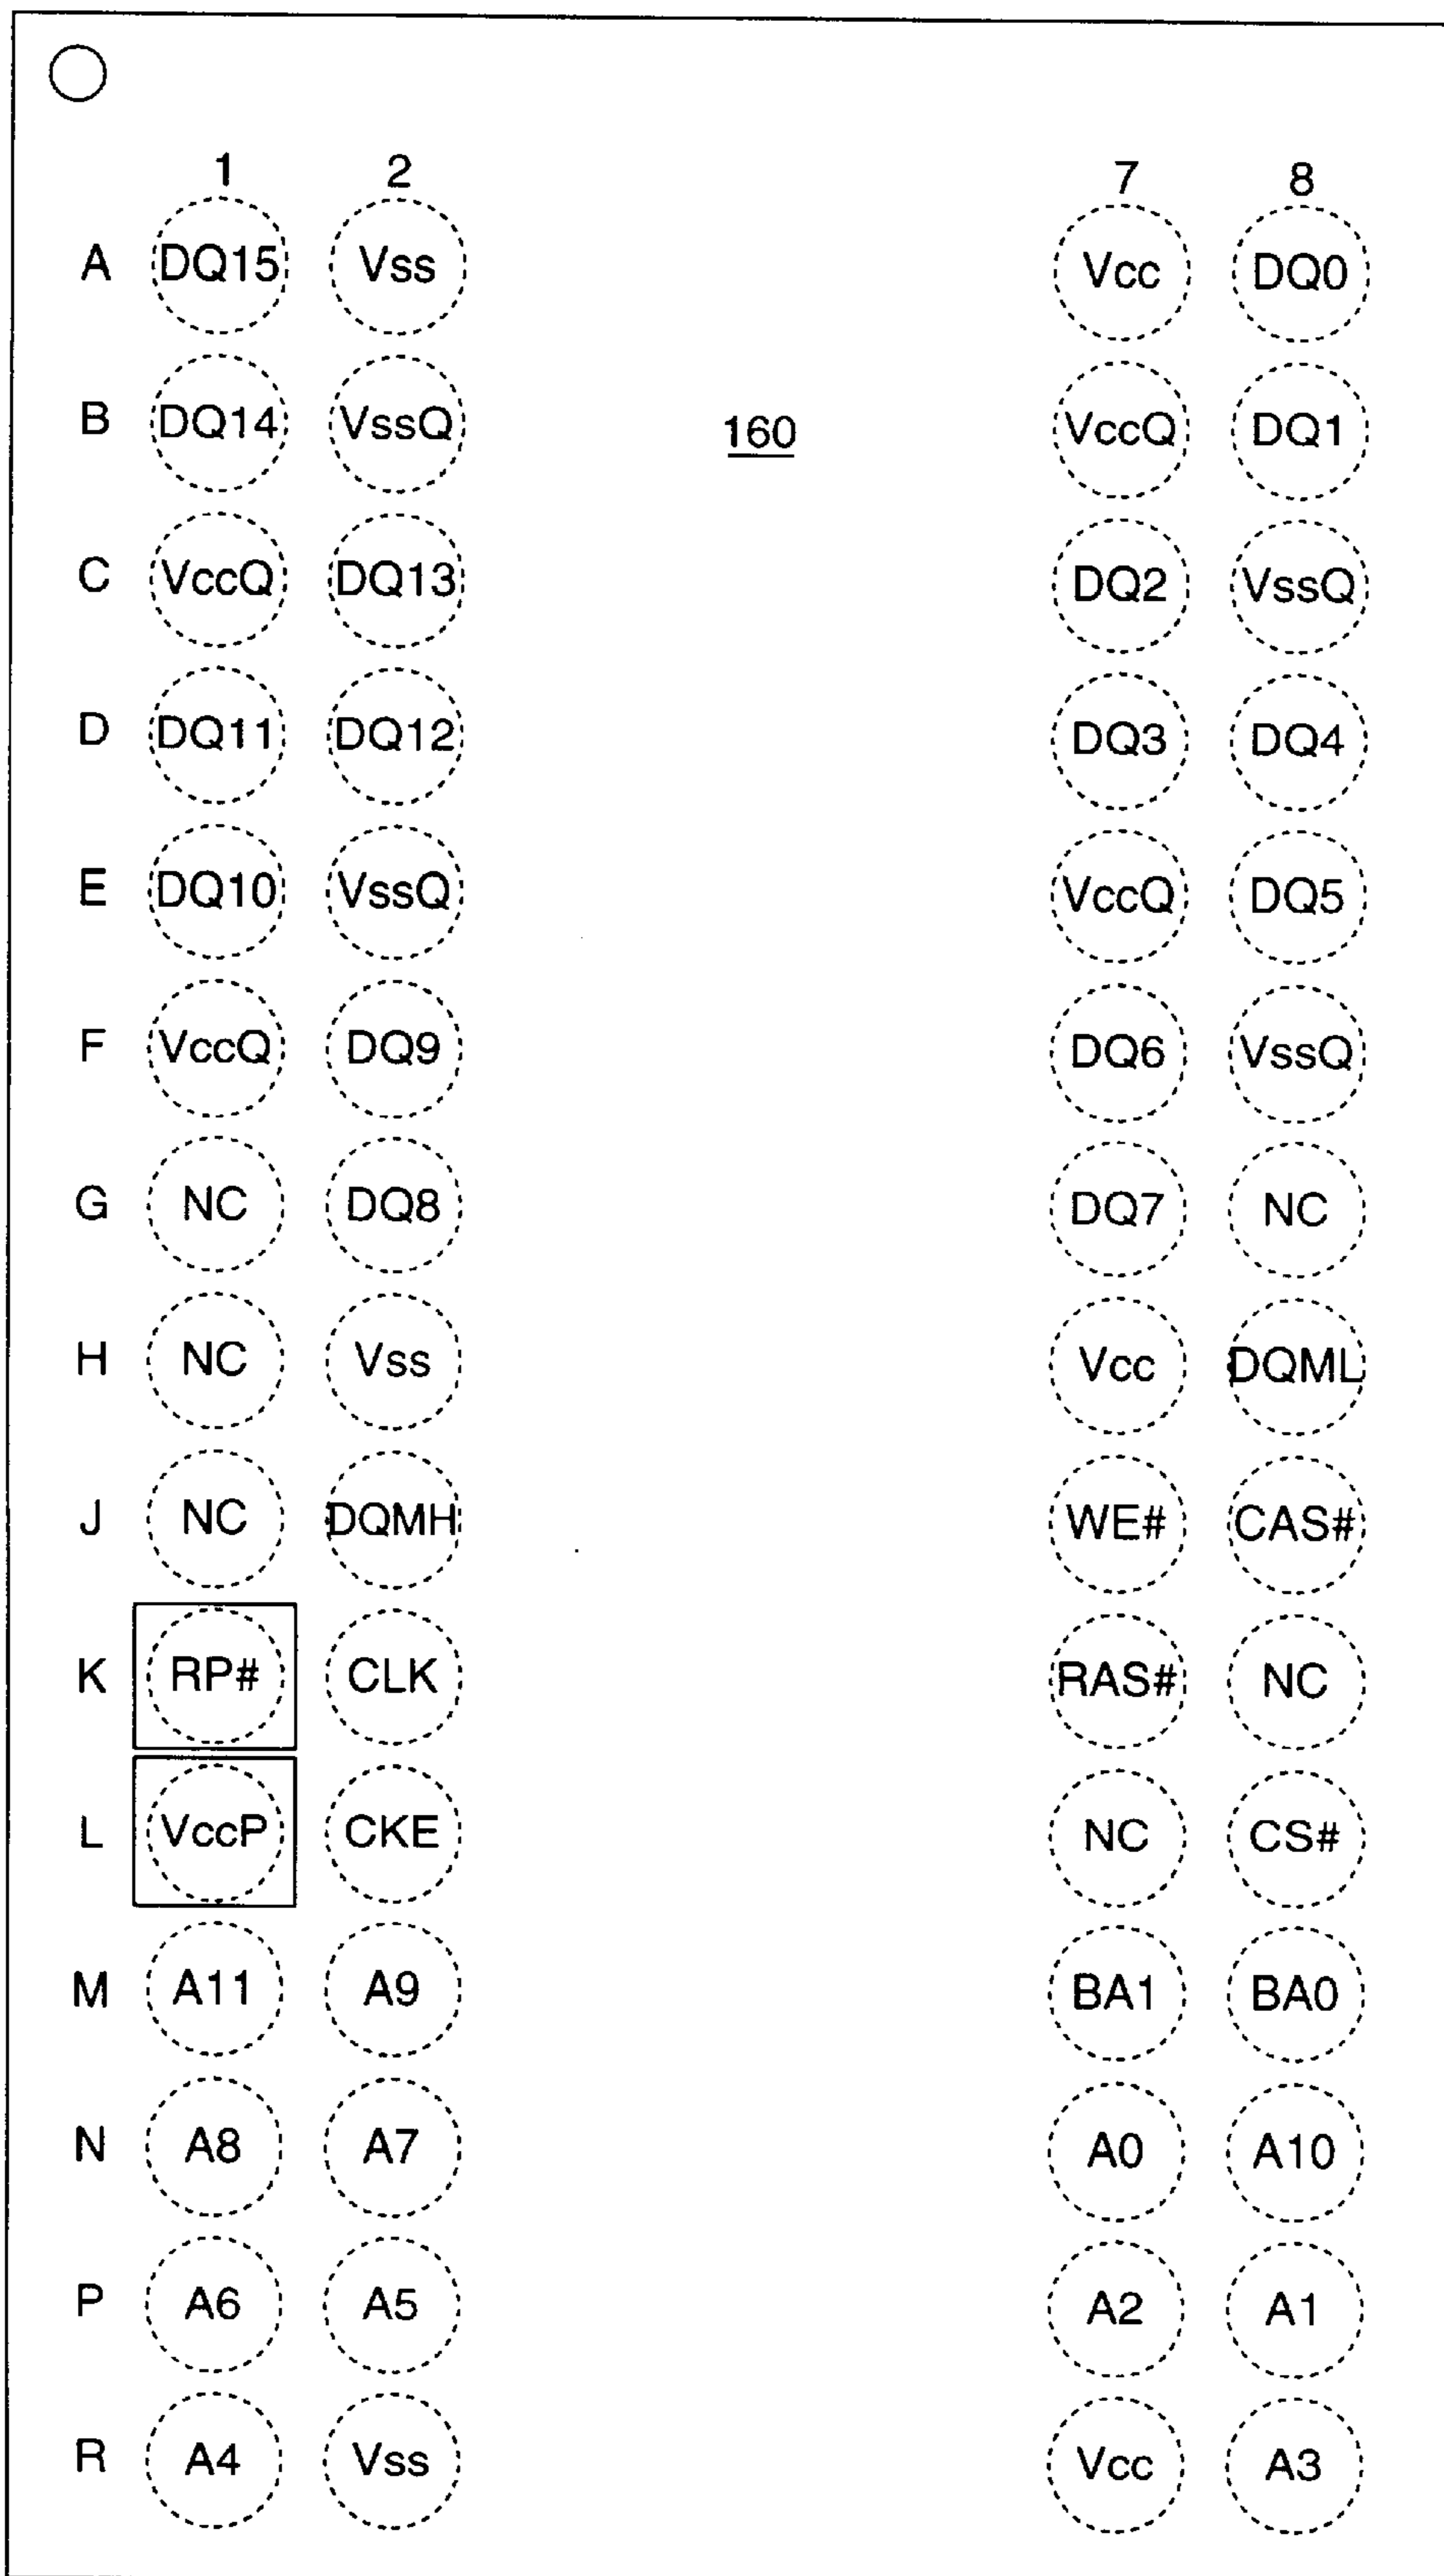 1 2 7 8
A DQ15 Vss Vcc DQ0
B DQ14 VssQ 160 VccQ DQ1
C VccQ DQ13 DQ2 VssQ
D DQ11 DQ12 DQ3 DQ4
E DQ10 VssQ VccQ DQ5
F VccQ DQ9 DQ6 VssQ
G NC DQ8 DQ7 NC
H NC Vss Vcc DQML
J NC DQMH WE# CAS#
K RP# CLK RAS# NC
L VccP CKE NC CS#
M A11 A9 BA1 BA0
N A8 A7 A0 A10
P A6 A5 A2 A1
R A4 Vss Vcc A3